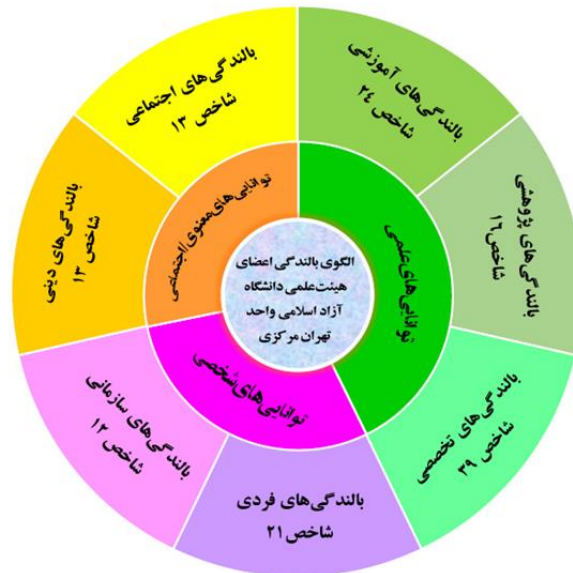 الگوی بالندگی اعضای
هیئت‌علمی دانشگاه
آزاد اسلامی واحد
تهران مرکزی
توانایی‌های علمی
توانایی‌های شخصی
توانایی‌های معنوی/اجتماعی
بالندگی‌های آموزشی
۲۴ شاخص
بالندگی‌های پژوهشی
۱۶ شاخص
بالندگی‌های تخصصی
۳۹ شاخص
بالندگی‌های فردی
۲۱ شاخص
بالندگی‌های سازمانی
۱۲ شاخص
بالندگی‌های دینی
۱۳ شاخص
بالندگی‌های اجتماعی
۱۳ شاخص